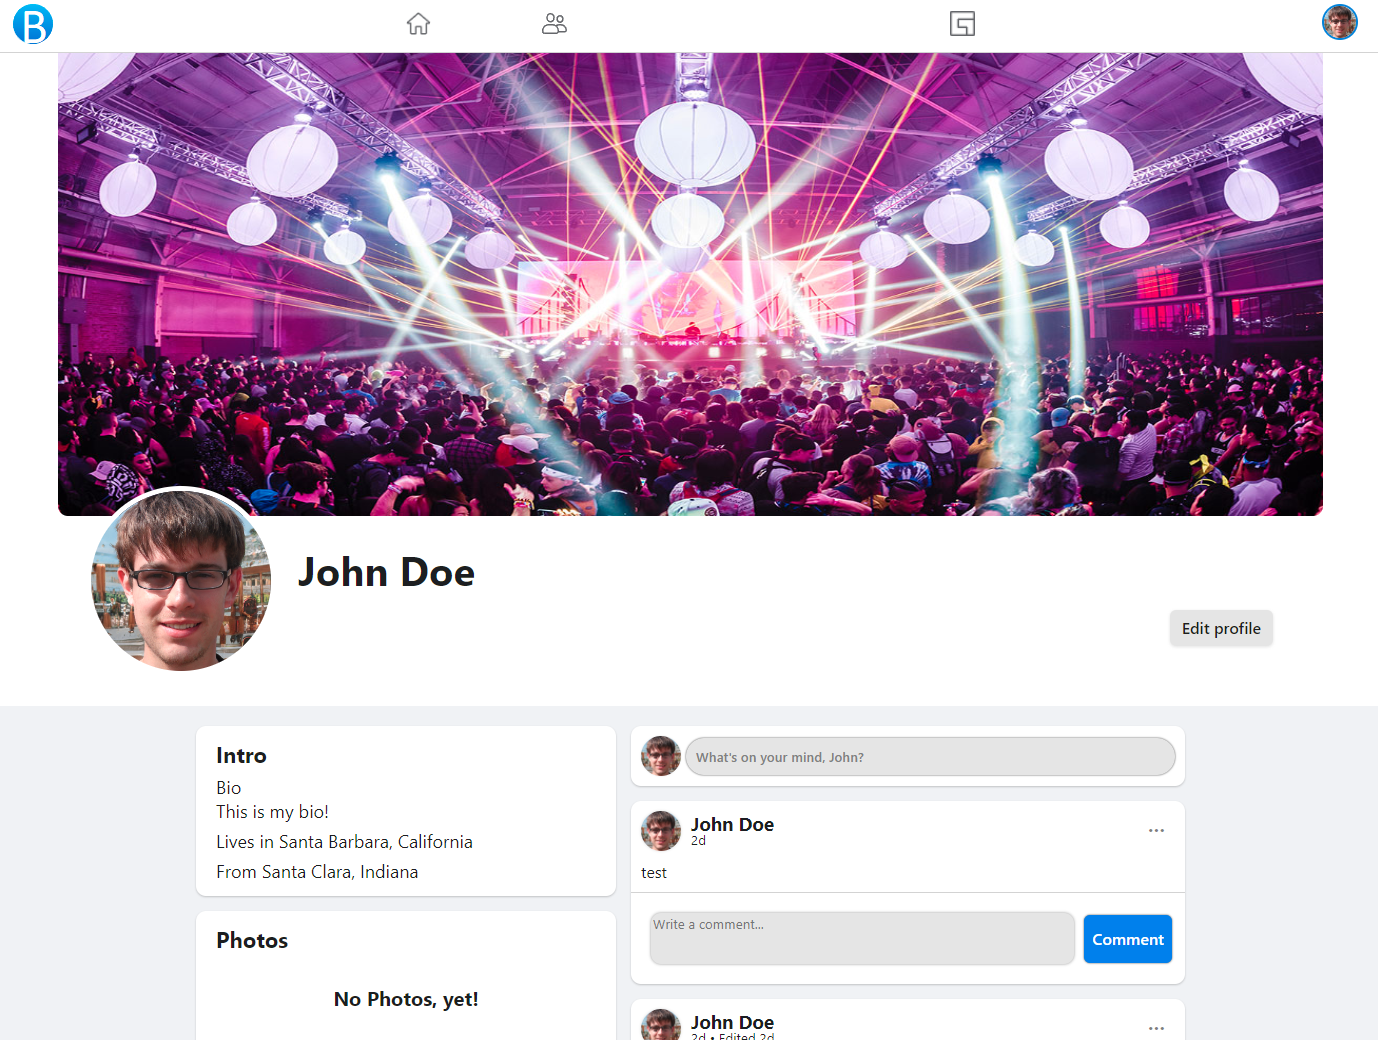 B
John Doe
Edit profile
Intro
Bio
This is my bio!
Lives in Santa Barbara, California
From Santa Clara, Indiana
Photos
No Photos, yet!
What's on your mind, John?
John Doe
2d
...
test
Write a comment...
Comment
John Doe
2d • Edited 2d
...